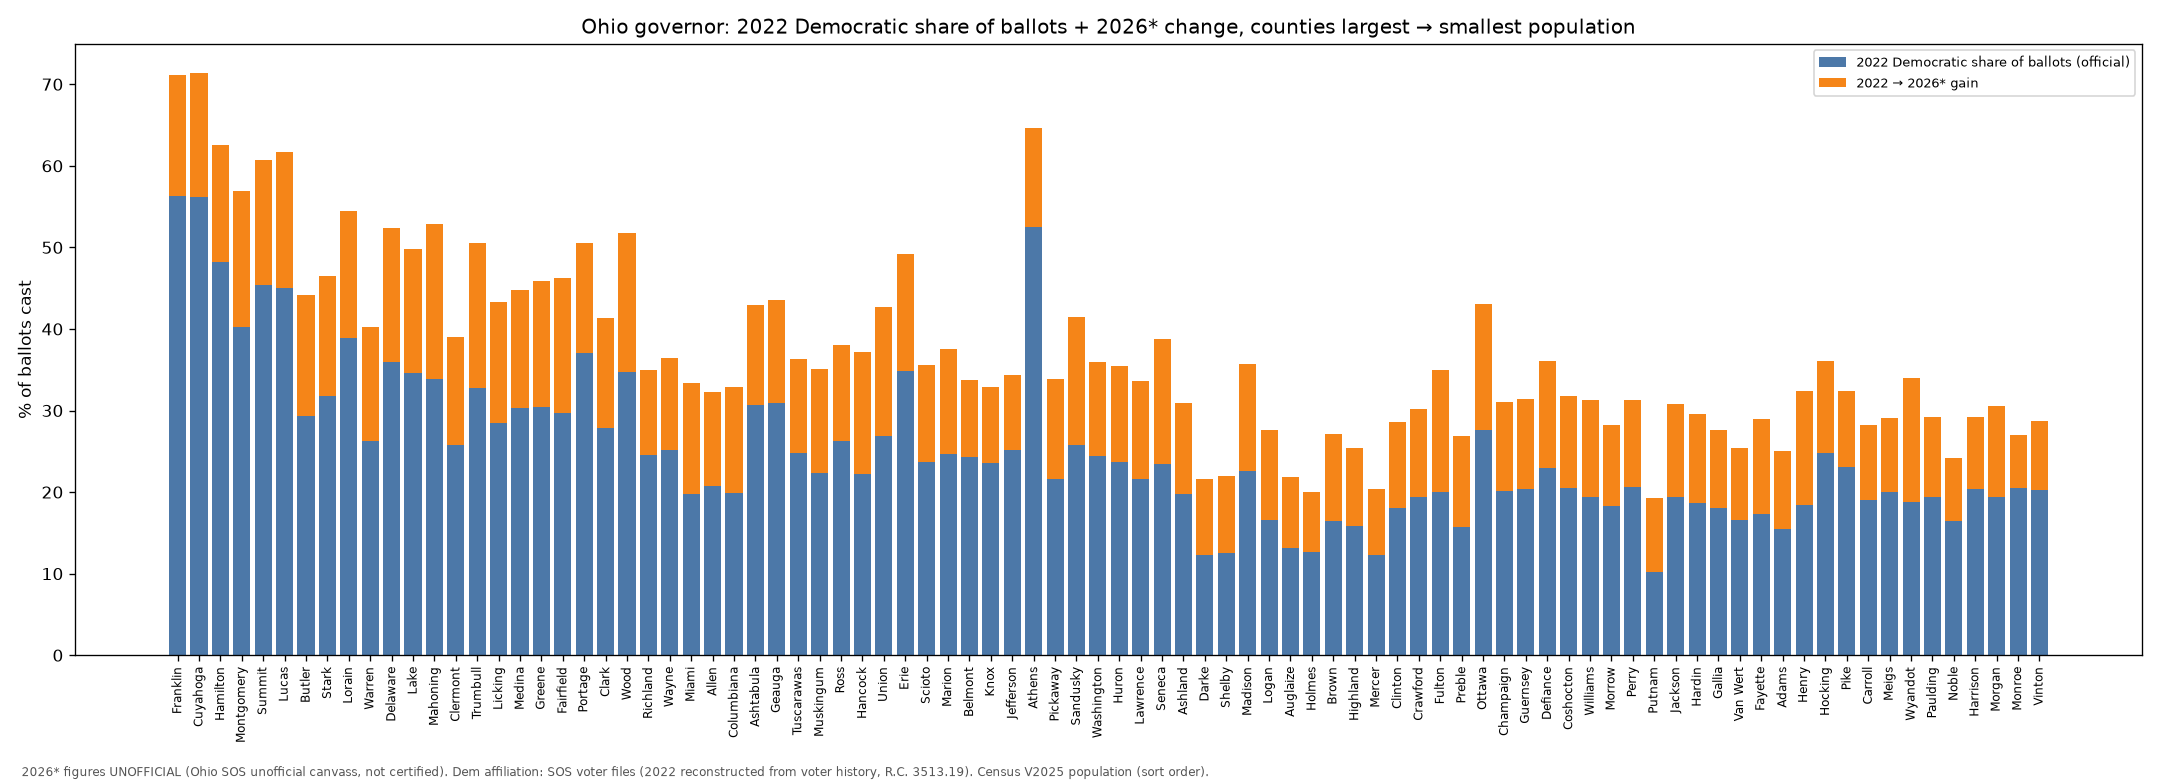 Ohio governor: 2022 Democratic share of ballots + 2026* change, counties largest → smallest population
2022 Democratic share of ballots (official)
2022 → 2026* gain
% of ballots cast
70
60
50
40
30
20
10
0
Franklin
Cuyahoga
Hamilton
Montgomery
Summit
Lucas
Butler
Stark
Lorain
Warren
Delaware
Lake
Mahoning
Clermont
Trumbull
Licking
Medina
Greene
Fairfield
Portage
Clark
Wood
Richland
Wayne
Miami
Allen
Columbiana
Ashtabula
Geauga
Tuscarawas
Muskingum
Ross
Hancock
Union
Erie
Scioto
Marion
Belmont
Knox
Jefferson
Athens
Pickaway
Sandusky
Washington
Huron
Lawrence
Seneca
Ashland
Darke
Shelby
Madison
Logan
Auglaize
Holmes
Brown
Highland
Mercer
Clinton
Crawford
Fulton
Preble
Ottawa
Champaign
Guernsey
Defiance
Coshocton
Williams
Morrow
Perry
Putnam
Jackson
Hardin
Gallia
Van Wert
Fayette
Adams
Henry
Hocking
Pike
Carroll
Meigs
Wyandot
Paulding
Noble
Harrison
Morgan
Monroe
Vinton
2026* figures UNOFFICIAL (Ohio SOS unofficial canvass, not certified). Dem affiliation: SOS voter files (2022 reconstructed from voter history, R.C. 3513.19). Census V2025 population (sort order).